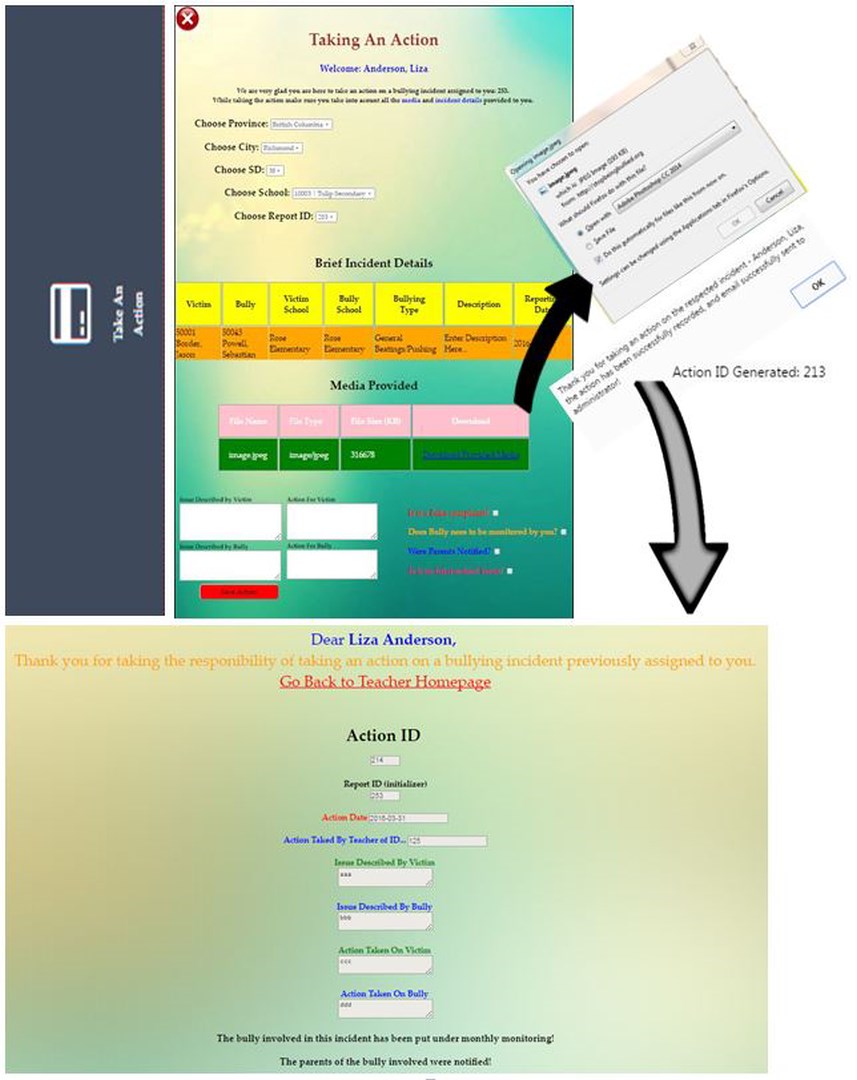 Take An
Action
Taking An Action
Welcome: Anderson, Liza
We are very glad you are here to take an action on a bullying incident assigned to you: 253.
While taking the action make sure you take into acount all the media and incident details provided to you.
Choose Province: British Columbia
Choose City: Richmond
Choose SD: 38
Choose School: 10003 | Tulip Secondary
Choose Report ID: 253
Brief Incident Details
Victim Bully Victim School Bully School Bullying Type Description Reporting Date
50001 Border, Jason 50043 Powell, Sebastian Rose Elementary Rose Elementary General Beatings/Pushing Enter Description Here... 2016
Media Provided
File Name File Type File Size (KB) Download
image.jpeg image/jpeg 316678 Download Provided Media
Issue Described by Victim Action For Victim
Issue Described by Bully Action For Bully
Is it a Fake complaint?
Does Bully need to be monitored by you?
Were Parents Notified?
Save Action
Opening image.jpeg
You have chosen to open:
image.jpeg
which is: JPEG Image (293 KB)
from: http://stopbeingbullied.org
What should Firefox do with this file?
Open with Adobe Photoshop CC 2014
Save File
Do this automatically for files like this from now on.
Settings can be changed using the Applications tab in Firefox's Options.
OK Cancel
Thank you for taking an action on the respected incident - Anderson, Liza,
the action has been successfully recorded, and email successfully sent to
administrator!
OK
Action ID Generated: 213
Dear Liza Anderson,
Thank you for taking the responibility of taking an action on a bullying incident previously assigned to you.
Go Back to Teacher Homepage
Action ID
214
Report ID (initializer)
253
Action Date 2016-03-31
Action Taked By Teacher of ID... 125
Issue Described By Victim
aaa
Issue Described By Bully
bbb
Action Taken On Victim
ccc
Action Taken On Bully
ddd
The bully involved in this incident has been put under monthly monitoring!
The parents of the bully involved were notified!